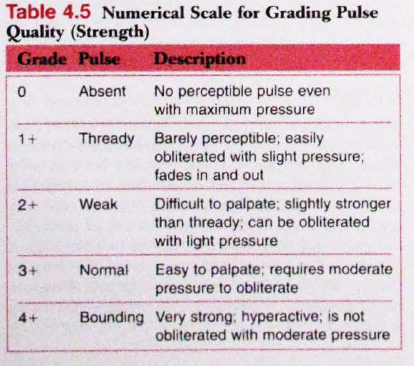 Table 4.5 Numerical Scale for Grading Pulse
Quality (Strength)
Grade Pulse Description
0 Absent No perceptible pulse even
with maximum pressure
1+ Thready Barely perceptible; easily
obliterated with slight pressure;
fades in and out
2+ Weak Difficult to palpate; slightly stronger
than thready; can be obliterated
with light pressure
3+ Normal Easy to palpate; requires moderate
pressure to obliterate
4+ Bounding Very strong; hyperactive; is not
obliterated with moderate pressure